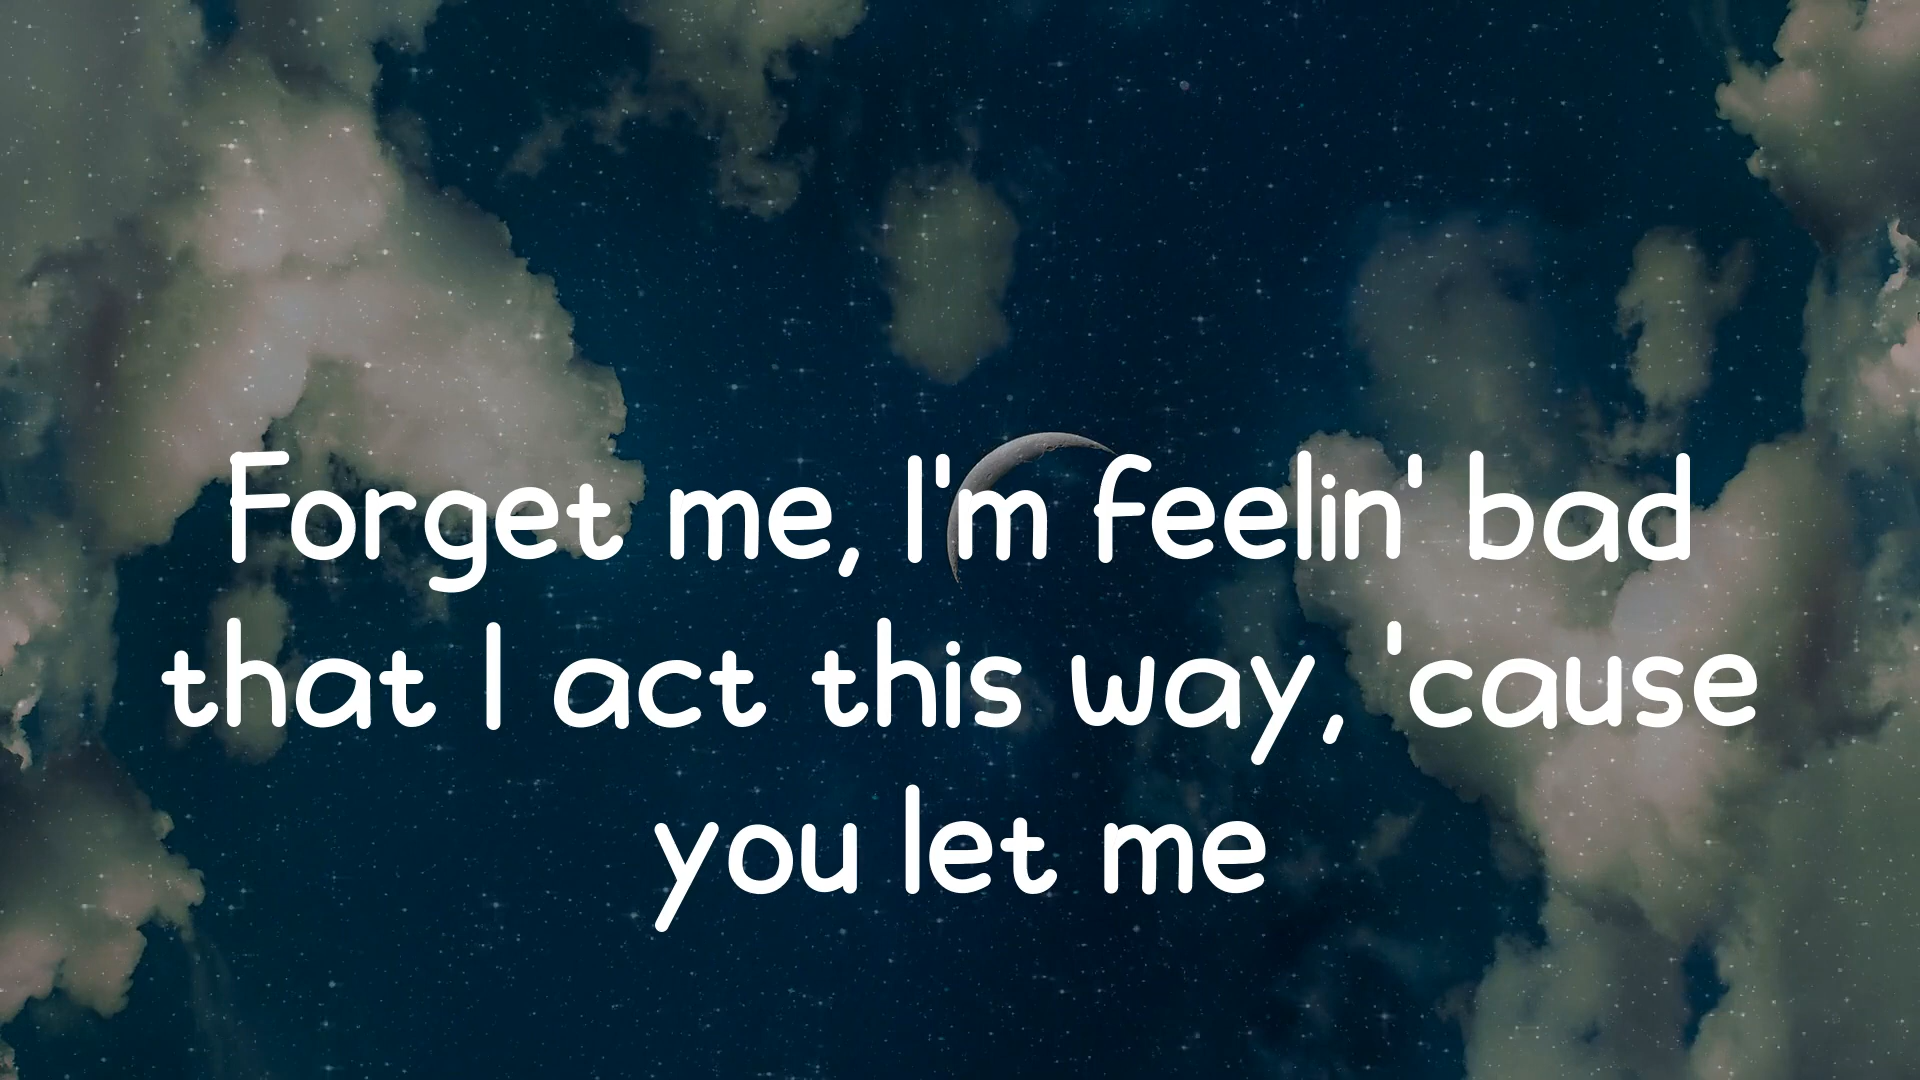 Forget me, I'm feelin' bad
that I act this way, 'cause
you let me